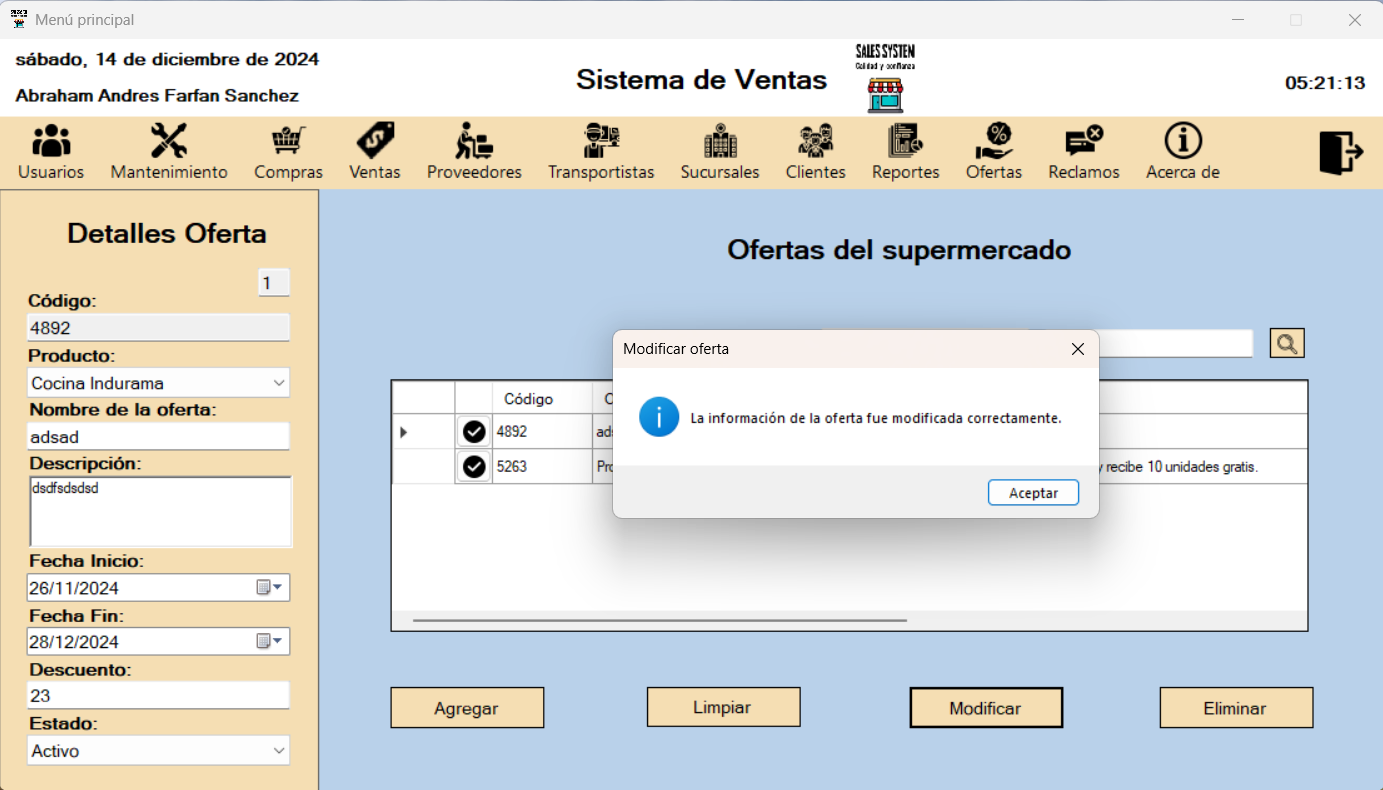 Menú principal
sábado, 14 de diciembre de 2024
Abraham Andres Farfan Sanchez
Sistema de Ventas
SALES SYSTEN
Calidad y confianza
05:21:13
Usuarios
Mantenimiento
Compras
Ventas
Proveedores
Transportistas
Sucursales
Clientes
Reportes
Ofertas
Reclamos
Acerca de
Detalles Oferta
1
Código:
4892
Producto:
Cocina Indurama
Nombre de la oferta:
adsad
Descripción:
dsdfsdsdsd
Fecha Inicio:
26/11/2024
Fecha Fin:
28/12/2024
Descuento:
23
Estado:
Activo
Ofertas del supermercado
Código
4892
5263
y recibe 10 unidades gratis.
Modificar oferta
La información de la oferta fue modificada correctamente.
Aceptar
Agregar
Limpiar
Modificar
Eliminar